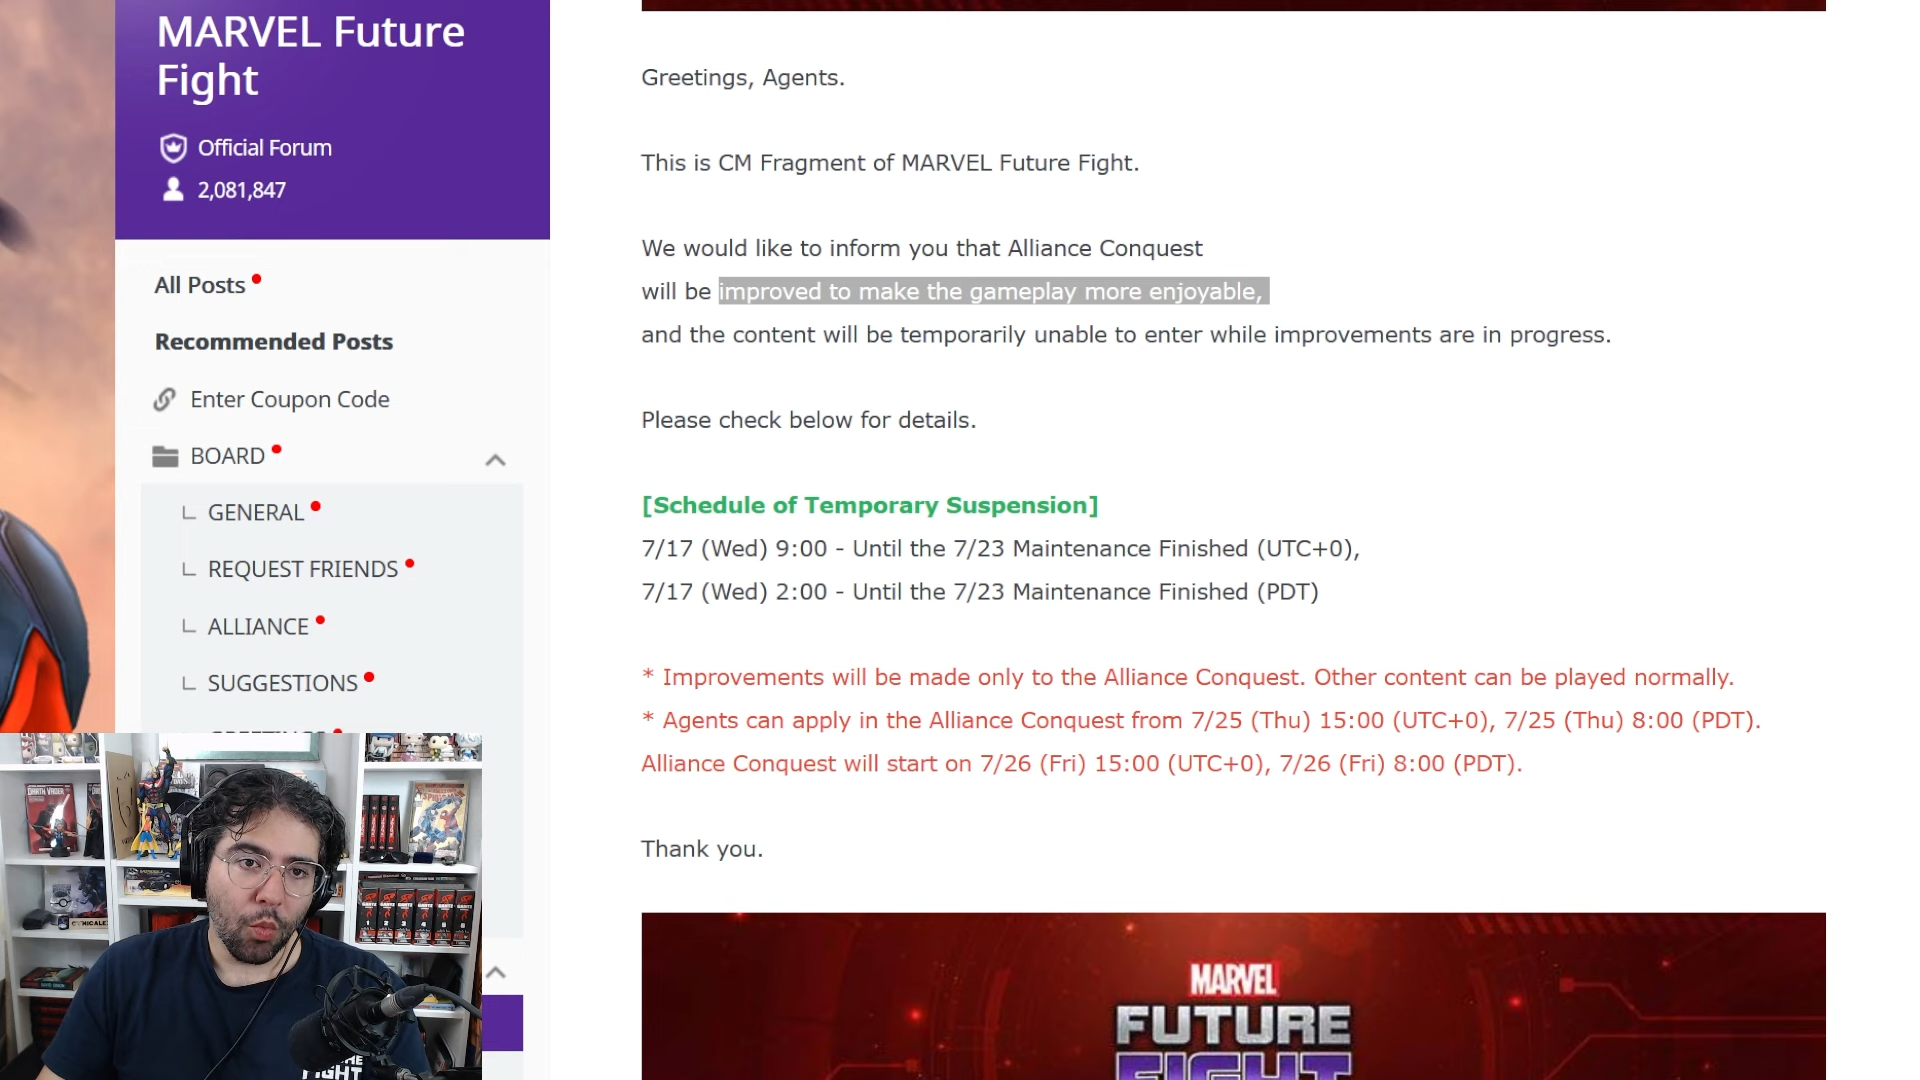 MARVEL Future
Fight
Official Forum
2,081,847
All Posts
Recommended Posts
Enter Coupon Code
BOARD
GENERAL
REQUEST FRIENDS
ALLIANCE
SUGGESTIONS
Greetings, Agents.
This is CM Fragment of MARVEL Future Fight.
We would like to inform you that Alliance Conquest
will be improved to make the gameplay more enjoyable,
and the content will be temporarily unable to enter while improvements are in progress.
Please check below for details.
[Schedule of Temporary Suspension]
7/17 (Wed) 9:00 - Until the 7/23 Maintenance Finished (UTC+0),
7/17 (Wed) 2:00 - Until the 7/23 Maintenance Finished (PDT)
* Improvements will be made only to the Alliance Conquest. Other content can be played normally.
* Agents can apply in the Alliance Conquest from 7/25 (Thu) 15:00 (UTC+0), 7/25 (Thu) 8:00 (PDT).
Alliance Conquest will start on 7/26 (Fri) 15:00 (UTC+0), 7/26 (Fri) 8:00 (PDT).
Thank you.
MARVEL
FUTURE
FIGHT
DARTH VADER
FIGHT